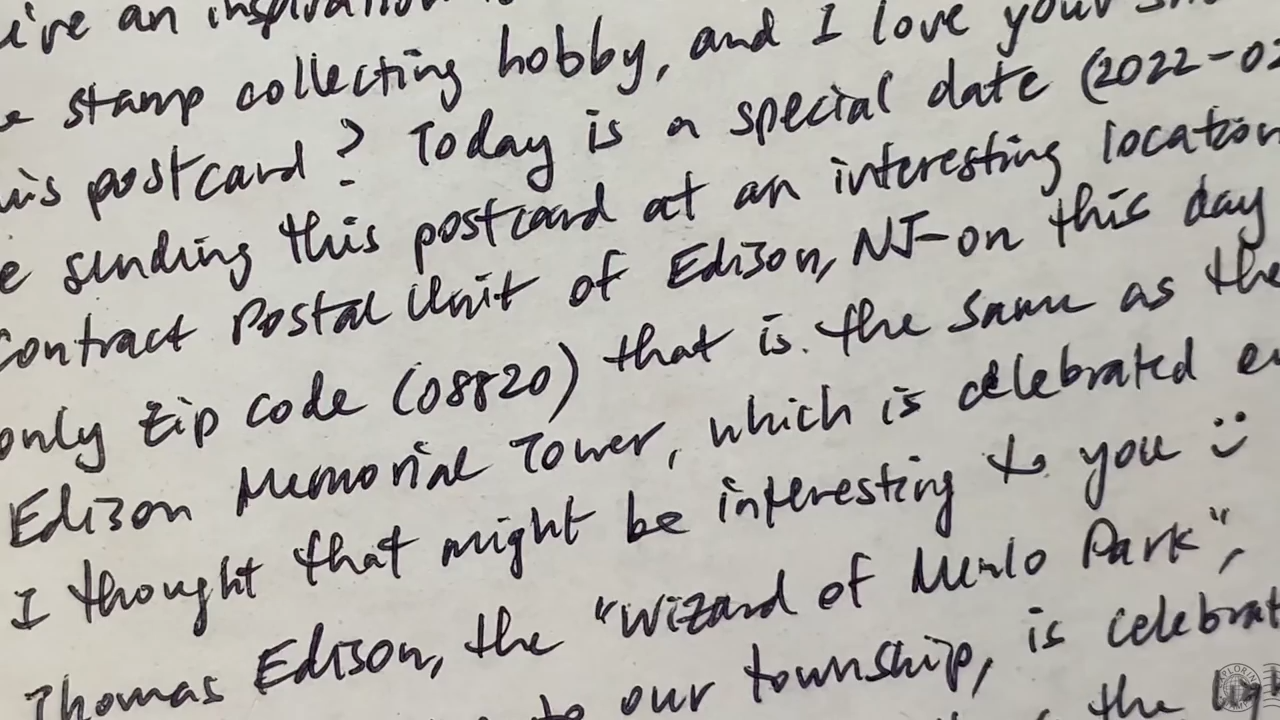 an inspiration
stamp collecting hobby, and I love your
postcard? Today is a special date (2022-02
sending this postcard at an interesting location
Contract Postal Unit of Edison, NJ-on this day
only zip code (08820) that is the same as the
Edison Memorial Tower, which is celebrated
I thought that might be interesting to you :)
Thomas Edison, the "Wizard of Menlo Park",
to our township, is celebrat
the